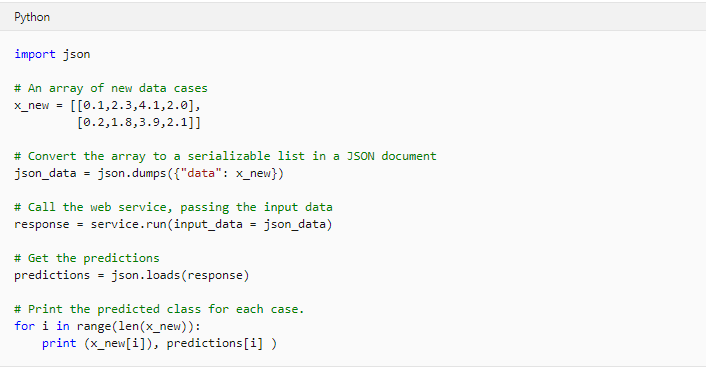 Python
import json
# An array of new data cases
x_new = [[0.1,2.3,4.1,2.0],
         [0.2,1.8,3.9,2.1]]
# Convert the array to a serializable list in a JSON document
json_data = json.dumps({"data": x_new})
# Call the web service, passing the input data
response = service.run(input_data = json_data)
# Get the predictions
predictions = json.loads(response)
# Print the predicted class for each case.
for i in range(len(x_new)):
    print (x_new[i]), predictions[i] )